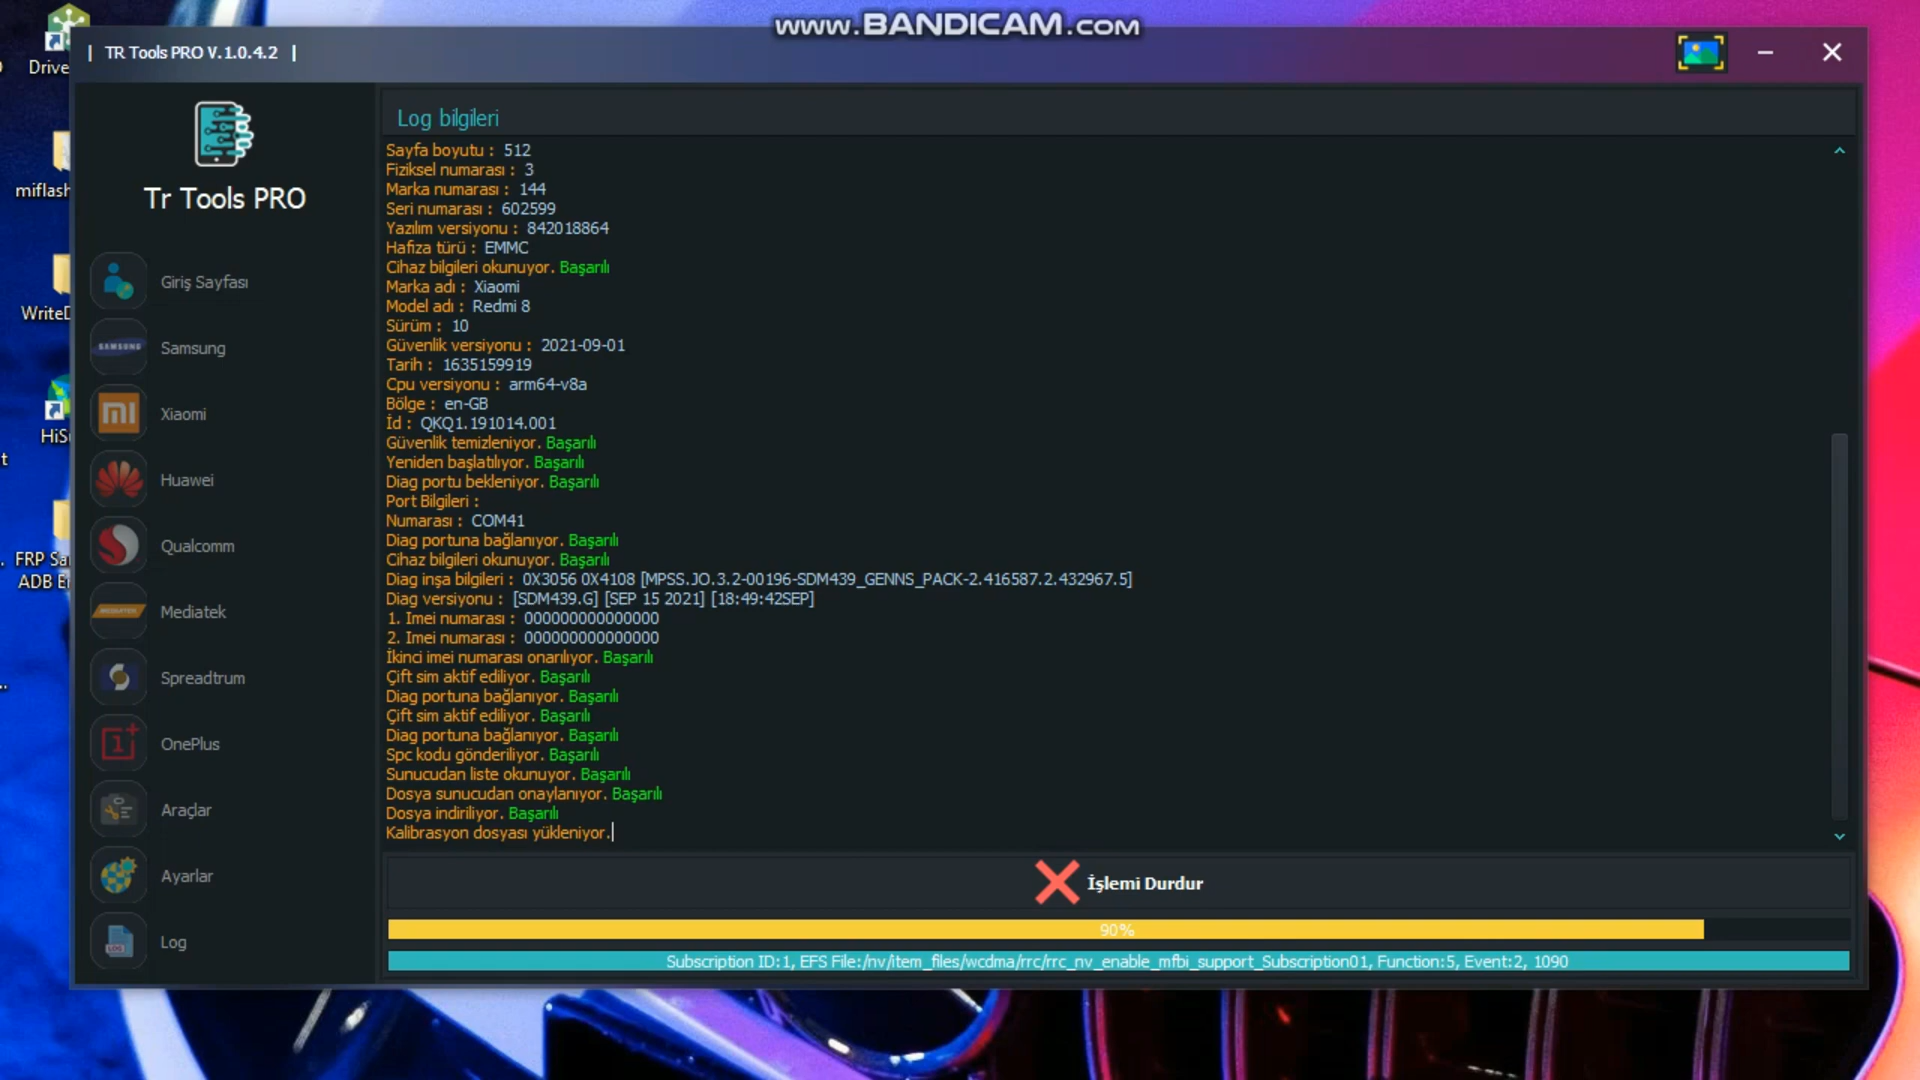 www.BANDICAM.com
Drive
| TR Tools PRO V.1.0.4.2 |
Tr Tools PRO
miflash
WriteD
HiS
t
FRP Sa
ADB E
Giriş Sayfası
SAMSUNG
Samsung
Xiaomi
Huawei
Qualcomm
MEDIATEK
Mediatek
Spreadtrum
OnePlus
Araçlar
Ayarlar
LOG
Log
Log bilgileri
Sayfa boyutu : 512
Fiziksel numarası : 3
Marka numarası : 144
Seri numarası : 602599
Yazılım versiyonu : 842018864
Hafıza türü : EMMC
Cihaz bilgileri okunuyor. Başarılı
Marka adı : Xiaomi
Model adı : Redmi 8
Sürüm : 10
Güvenlik versiyonu : 2021-09-01
Tarih : 1635159919
Cpu versiyonu : arm64-v8a
Bölge : en-GB
İd : QKQ1.191014.001
Güvenlik temizleniyor. Başarılı
Yeniden başlatılıyor. Başarılı
Diag portu bekleniyor. Başarılı
Port Bilgileri :
Numarası : COM41
Diag portuna bağlanıyor. Başarılı
Cihaz bilgileri okunuyor. Başarılı
Diag inşa bilgileri : 0X3056 0X4108 [MPSS.JO.3.2-00196-SDM439_GENNS_PACK-2.416587.2.432967.5]
Diag versiyonu : [SDM439.G] [SEP 15 2021] [18:49:42SEP]
1. Imei numarası : 000000000000000
2. Imei numarası : 000000000000000
İkinci imei numarası onarılıyor. Başarılı
Çift sim aktif ediliyor. Başarılı
Diag portuna bağlanıyor. Başarılı
Çift sim aktif ediliyor. Başarılı
Diag portuna bağlanıyor. Başarılı
Spc kodu gönderiliyor. Başarılı
Sunucudan liste okunuyor. Başarılı
Dosya sunucudan onaylanıyor. Başarılı
Dosya indiriliyor. Başarılı
Kalibrasyon dosyası yükleniyor.
İşlemi Durdur
90%
Subscription ID:1, EFS File:/nv/item_files/wcdma/rrc/rrc_nv_enable_mfbi_support_Subscription01, Function:5, Event:2, 1090